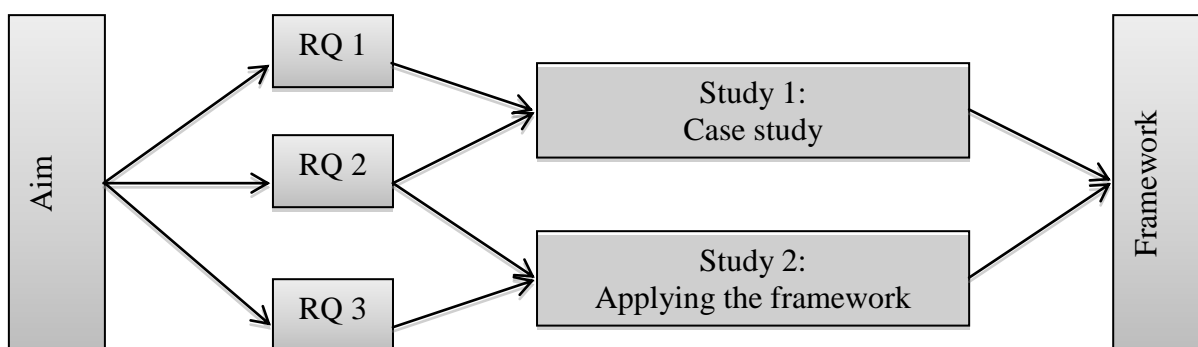 Aim
RQ 1
RQ 2
RQ 3
Study 1:
Case study
Study 2:
Applying the framework
Framework